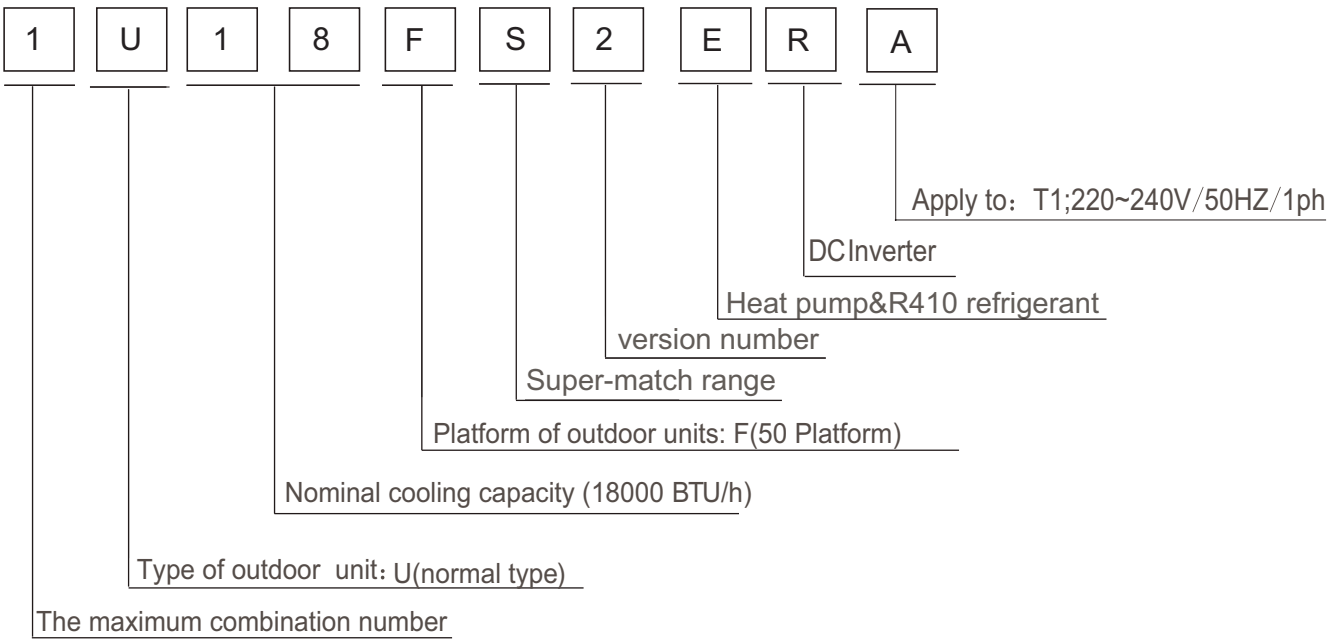 1 U 1 8 F S 2 E R A
Apply to：T1;220~240V/50HZ/1ph
DC Inverter
Heat pump&R410 refrigerant
version number
Super-match range
Platform of outdoor units: F(50 Platform)
Nominal cooling capacity (18000 BTU/h)
Type of outdoor unit：U(normal type)
The maximum combination number